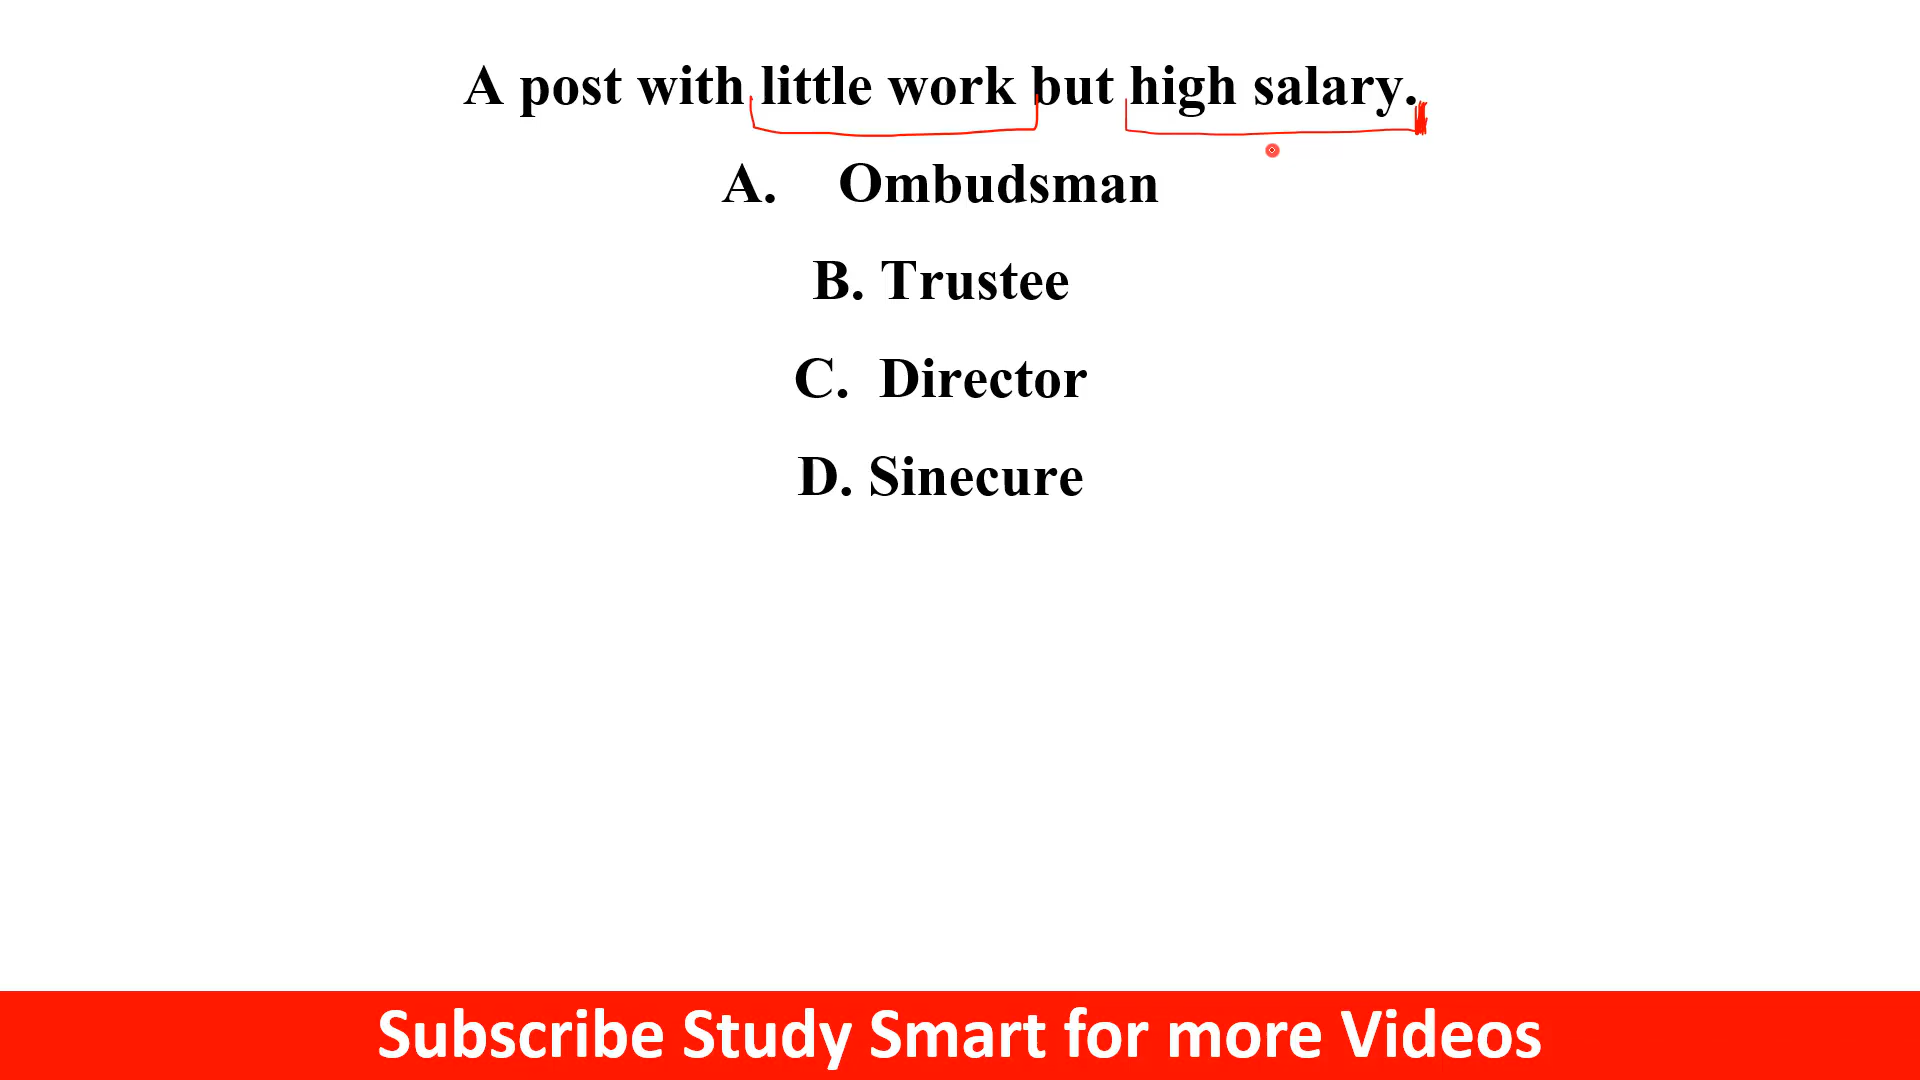 A post with little work but high salary.
A. Ombudsman
B. Trustee
C. Director
D. Sinecure
Subscribe Study Smart for more Videos